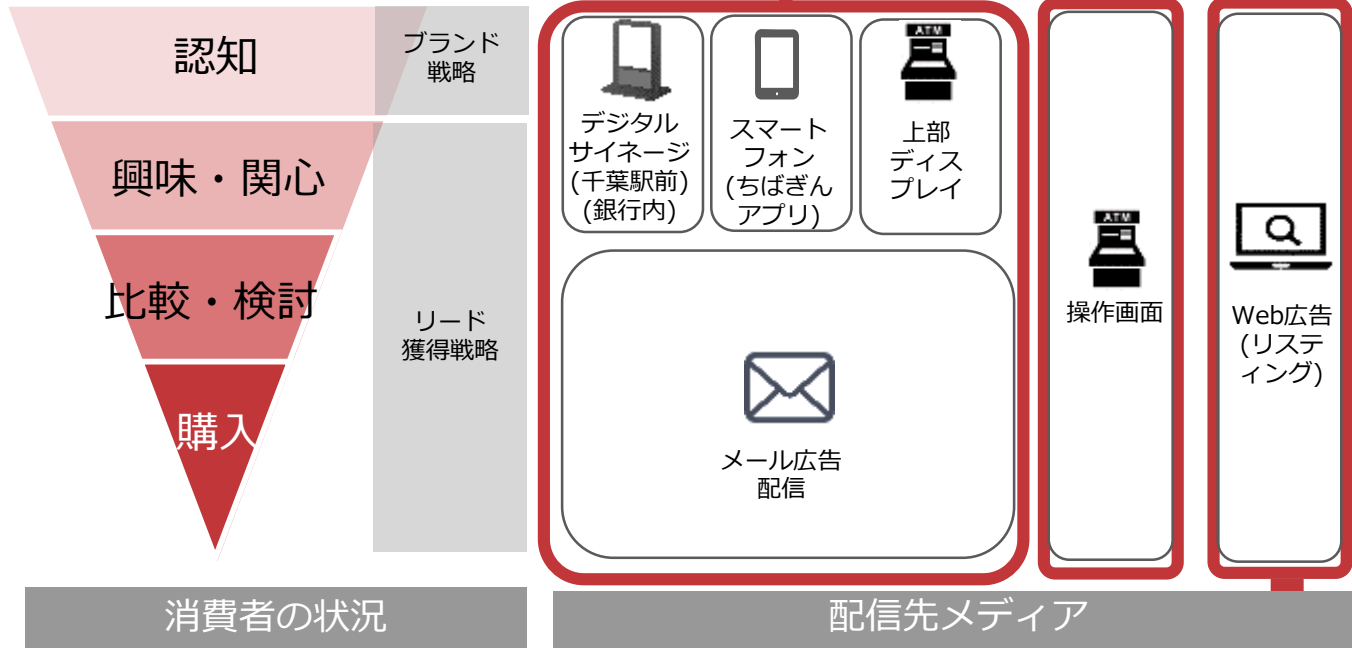 認知
ブランド
戦略
興味・関心
比較・検討
購入
リード
獲得戦略
ATM
デジタル
サイネージ
(千葉駅前)
(銀行内)
スマート
フォン
(ちばぎん
アプリ)
上部
ディス
プレイ
メール広告
配信
ATM
操作画面
Web広告
(リステ
ィング)
消費者の状況
配信先メディア